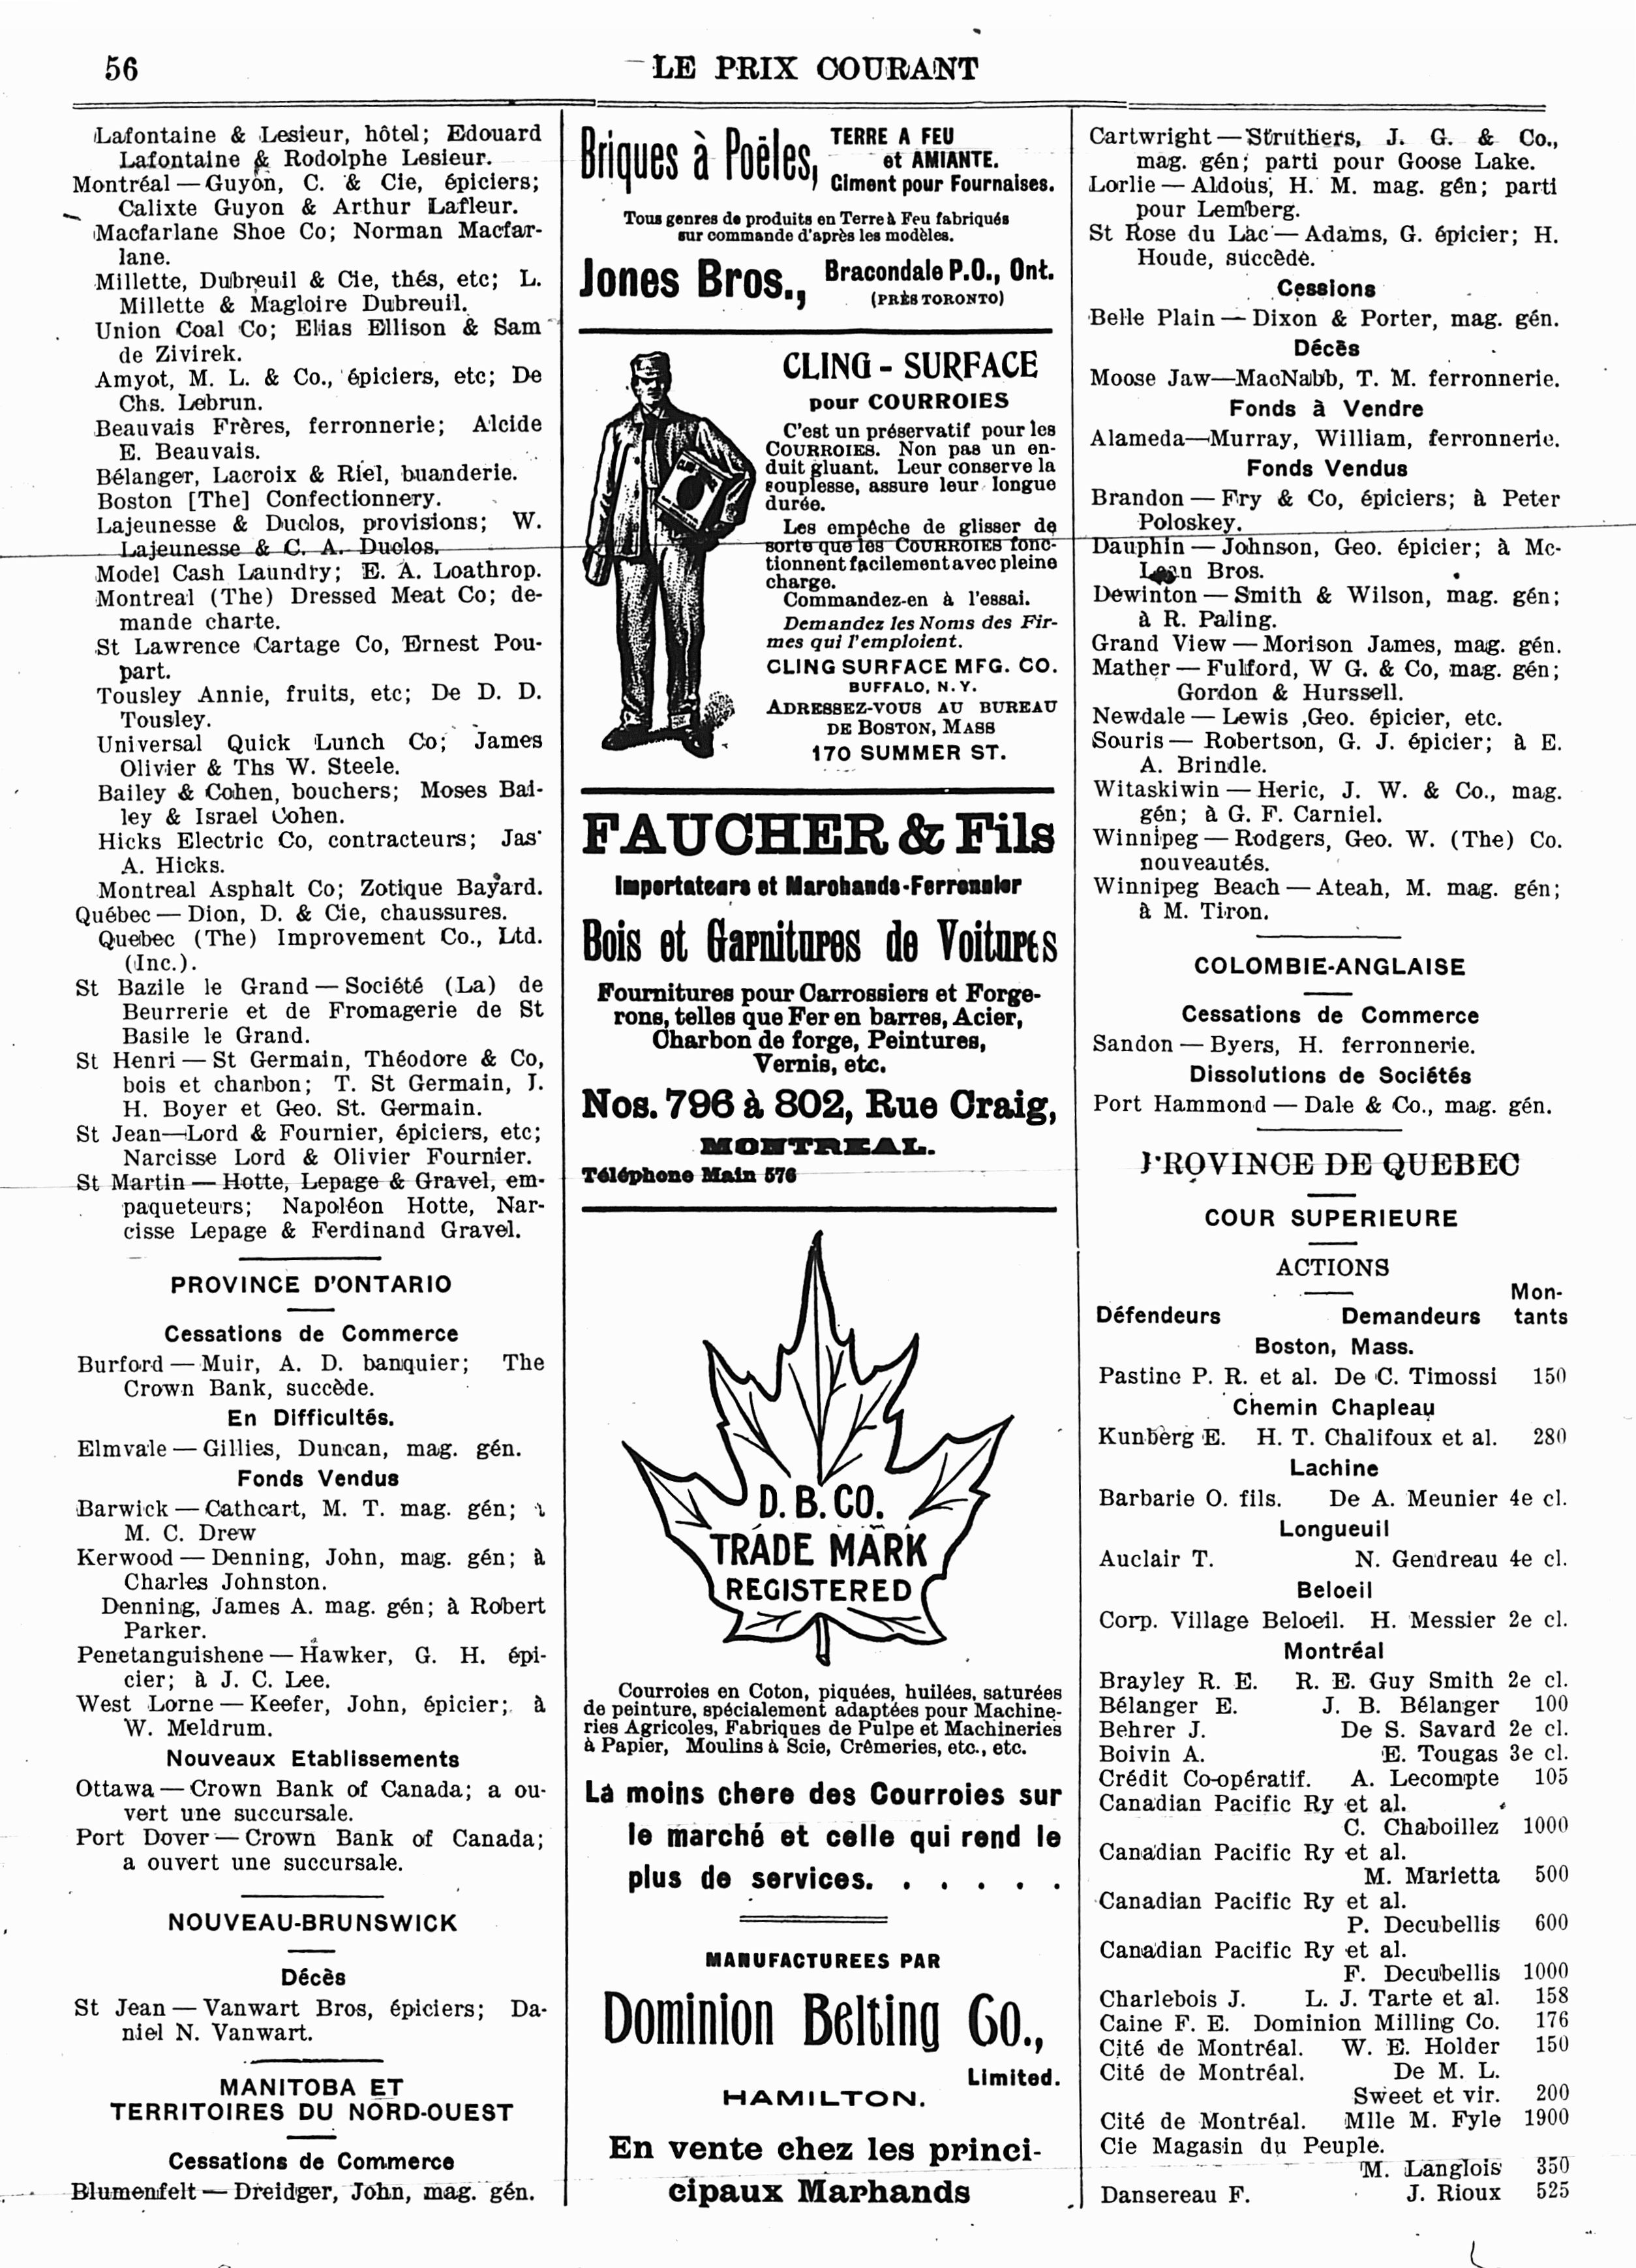 56
LE PRIX COURANT
Lafontaine & Lesieur, hôtel; Edouard
Lafontaine & Rodolphe Lesieur.
Montréal — Guyon, C. & Cie, épiciers;
Calixte Guyon & Arthur Lafleur.
Macfarlane Shoe Co; Norman Macfar-
lane.
Millette, Dubreuil & Cie, thés, etc; L.
Millette & Magloire Dubreuil.
Union Coal Co; Elias Ellison & Sam
de Zivirek.
Amyot, M. L. & Co., épiciers, etc; De
Chs. Lebrun.
Beauvais Frères, ferronnerie; Alcide
E. Beauvais.
Bélanger, Lacroix & Riel, buanderie.
Boston [The] Confectionnery.
Lajeunesse & Duclos, provisions; W.
Lajeunesse & C. A. Duclos.
Model Cash Laundry; E. A. Loathrop.
Montreal (The) Dressed Meat Co; de-
mande charte.
St Lawrence Cartage Co, Ernest Pou-
part.
Tousley Annie, fruits, etc; De D. D.
Tousley.
Universal Quick Lunch Co; James
Olivier & Ths W. Steele.
Bailey & Cohen, bouchers; Moses Bai-
ley & Israel Cohen.
Hicks Electric Co, contracteurs; Jas
A. Hicks.
Montreal Asphalt Co; Zotique Bayard.
Québec — Dion, D. & Cie, chaussures.
Quebec (The) Improvement Co., Ltd.
(Inc.).
St Bazile le Grand — Société (La) de
Beurrerie et de Fromagerie de St
Basile le Grand.
St Henri — St Germain, Théodore & Co,
bois et charbon; T. St Germain, J.
H. Boyer et Geo. St. Germain.
St Jean—Lord & Fournier, épiciers, etc;
Narcisse Lord & Olivier Fournier.
St Martin — Hotte, Lepage & Gravel, em-
paqueteurs; Napoléon Hotte, Nar-
cisse Lepage & Ferdinand Gravel.
PROVINCE D'ONTARIO
Cessations de Commerce
Burford — Muir, A. D. banquier; The
Crown Bank, succède.
En Difficultés.
Elmvale — Gillies, Duncan, mag. gén.
Fonds Vendus
Barwick — Cathcart, M. T. mag. gén;
M. C. Drew
Kerwood — Denning, John, mag. gén; à
Charles Johnston.
Denning, James A. mag. gén; à Robert
Parker.
Penetanguishene — Hawker, G. H. épi-
cier; à J. C. Lee.
West Lorne — Keefer, John, épicier; à
W. Meldrum.
Nouveaux Etablissements
Ottawa — Crown Bank of Canada; a ou-
vert une succursale.
Port Dover — Crown Bank of Canada;
a ouvert une succursale.
NOUVEAU-BRUNSWICK
Décès
St Jean — Vanwart Bros, épiciers; Da-
niel N. Vanwart.
MANITOBA ET
TERRITOIRES DU NORD-OUEST
Cessations de Commerce
Blumenfelt — Dreidger, John, mag. gén.
Briques à Poêles,
TERRE A FEU
et AMIANTE.
Ciment pour Fournaises.
Tous genres de produits en Terre à Feu fabriqués
sur commande d'après les modèles.
Jones Bros.,
Bracondale P.O., Ont.
(PRÈS TORONTO)
CLING - SURFACE
pour COURROIES
C'est un préservatif pour les
COURROIES. Non pas un en-
duit gluant. Leur conserve la
souplesse, assure leur longue
durée.
Les empêche de glisser de
sorte que les COURROIES fonc-
tionnent facilement avec pleine
charge.
Commandez-en à l'essai.
Demandez les Noms des Fir-
mes qui l'emploient.
CLING SURFACE MFG. CO.
BUFFALO, N. Y.
ADRESSEZ-VOUS AU BUREAU
DE BOSTON, MASS
170 SUMMER ST.
FAUCHER & Fils
Importateurs et Marchands-Ferronnier
Bois et Garnitures de Voitures
Fournitures pour Carrossiers et Forge-
rons, telles que Fer en barres, Acier,
Charbon de forge, Peintures,
Vernis, etc.
Nos. 796 à 802, Rue Craig,
MONTREAL.
Téléphone Main 576
D. B. CO.
TRADE MARK
REGISTERED
Courroies en Coton, piquées, huilées, saturées
de peinture, spécialement adaptées pour Machine-
ries Agricoles, Fabriques de Pulpe et Machineries
à Papier, Moulins à Scie, Crêmeries, etc., etc.
La moins chere des Courroies sur
le marché et celle qui rend le
plus de services. . . . . .
MANUFACTUREES PAR
Dominion Belting Co.,
Limited.
HAMILTON.
En vente chez les princi-
cipaux Marhands
Cartwright — Struthers, J. G. & Co.,
mag. gén; parti pour Goose Lake.
Lorlie — Aldous, H. M. mag. gén; parti
pour Lemberg.
St Rose du Lac — Adams, G. épicier; H.
Houde, succède.
Cessions
Belle Plain — Dixon & Porter, mag. gén.
Décès
Moose Jaw—MacNabb, T. M. ferronnerie.
Fonds à Vendre
Alameda—Murray, William, ferronnerie.
Fonds Vendus
Brandon — Fry & Co, épiciers; à Peter
Poloskey.
Dauphin — Johnson, Geo. épicier; à Mc-
Bros.
Dewinton — Smith & Wilson, mag. gén;
à R. Paling.
Grand View — Morison James, mag. gén.
Mather — Fulford, W G. & Co, mag. gén;
Gordon & Hurssell.
Newdale — Lewis ,Geo. épicier, etc.
Souris — Robertson, G. J. épicier; à E.
A. Brindle.
Witaskiwin — Heric, J. W. & Co., mag.
gén; à G. F. Carniel.
Winnipeg — Rodgers, Geo. W. (The) Co.
nouveautés.
Winnipeg Beach — Ateah, M. mag. gén;
à M. Tiron.
COLOMBIE-ANGLAISE
Cessations de Commerce
Sandon — Byers, H. ferronnerie.
Dissolutions de Sociétés
Port Hammond — Dale & Co., mag. gén.
PROVINCE DE QUEBEC
COUR SUPERIEURE
ACTIONS
Mon-
Défendeurs Demandeurs tants
Boston, Mass.
Pastine P. R. et al. De C. Timossi 150
Chemin Chapleau
Kunberg E. H. T. Chalifoux et al. 280
Lachine
Barbarie O. fils. De A. Meunier 4e cl.
Longueuil
Auclair T. N. Gendreau 4e cl.
Beloeil
Corp. Village Beloeil. H. Messier 2e cl.
Montréal
Brayley R. E. R. E. Guy Smith 2e cl.
Bélanger E. J. B. Bélanger 100
Behrer J. De S. Savard 2e cl.
Boivin A. E. Tougas 3e cl.
Crédit Co-opératif. A. Lecompte 105
Canadian Pacific Ry et al.
C. Chaboillez 1000
Canadian Pacific Ry et al.
M. Marietta 500
Canadian Pacific Ry et al.
P. Decubellis 600
Canadian Pacific Ry et al.
F. Decubellis 1000
Charlebois J. L. J. Tarte et al. 158
Caine F. E. Dominion Milling Co. 176
Cité de Montréal. W. E. Holder 150
Cité de Montréal. De M. L.
Sweet et vir. 200
Cité de Montréal. Mlle M. Fyle 1900
Cie Magasin du Peuple.
M. Langlois 350
Dansereau F. J. Rioux 525